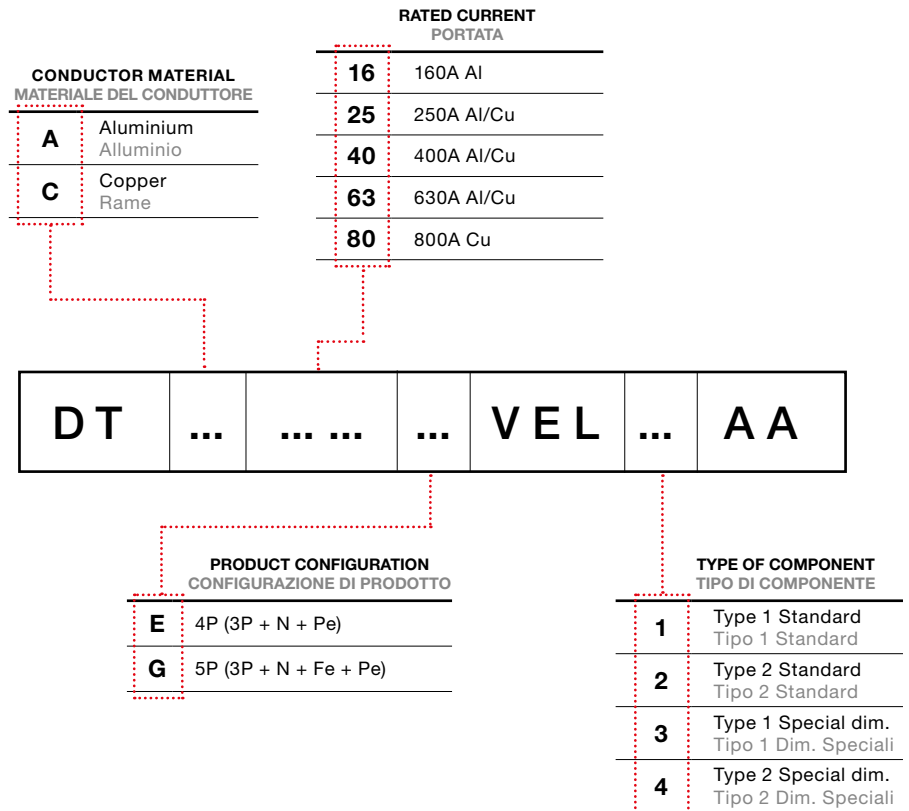 RATED CURRENT
PORTATA
16 160A Al
25 250A Al/Cu
40 400A Al/Cu
63 630A Al/Cu
80 800A Cu
CONDUCTOR MATERIAL
MATERIALE DEL CONDUTTORE
A Aluminium
Alluminio
C Copper
Rame
DT ... ... ... ... VEL ... AA
PRODUCT CONFIGURATION
CONFIGURAZIONE DI PRODOTTO
E 4P (3P + N + Pe)
G 5P (3P + N + Fe + Pe)
TYPE OF COMPONENT
TIPO DI COMPONENTE
1 Type 1 Standard
Tipo 1 Standard
2 Type 2 Standard
Tipo 2 Standard
3 Type 1 Special dim.
Tipo 1 Dim. Speciali
4 Type 2 Special dim.
Tipo 2 Dim. Speciali